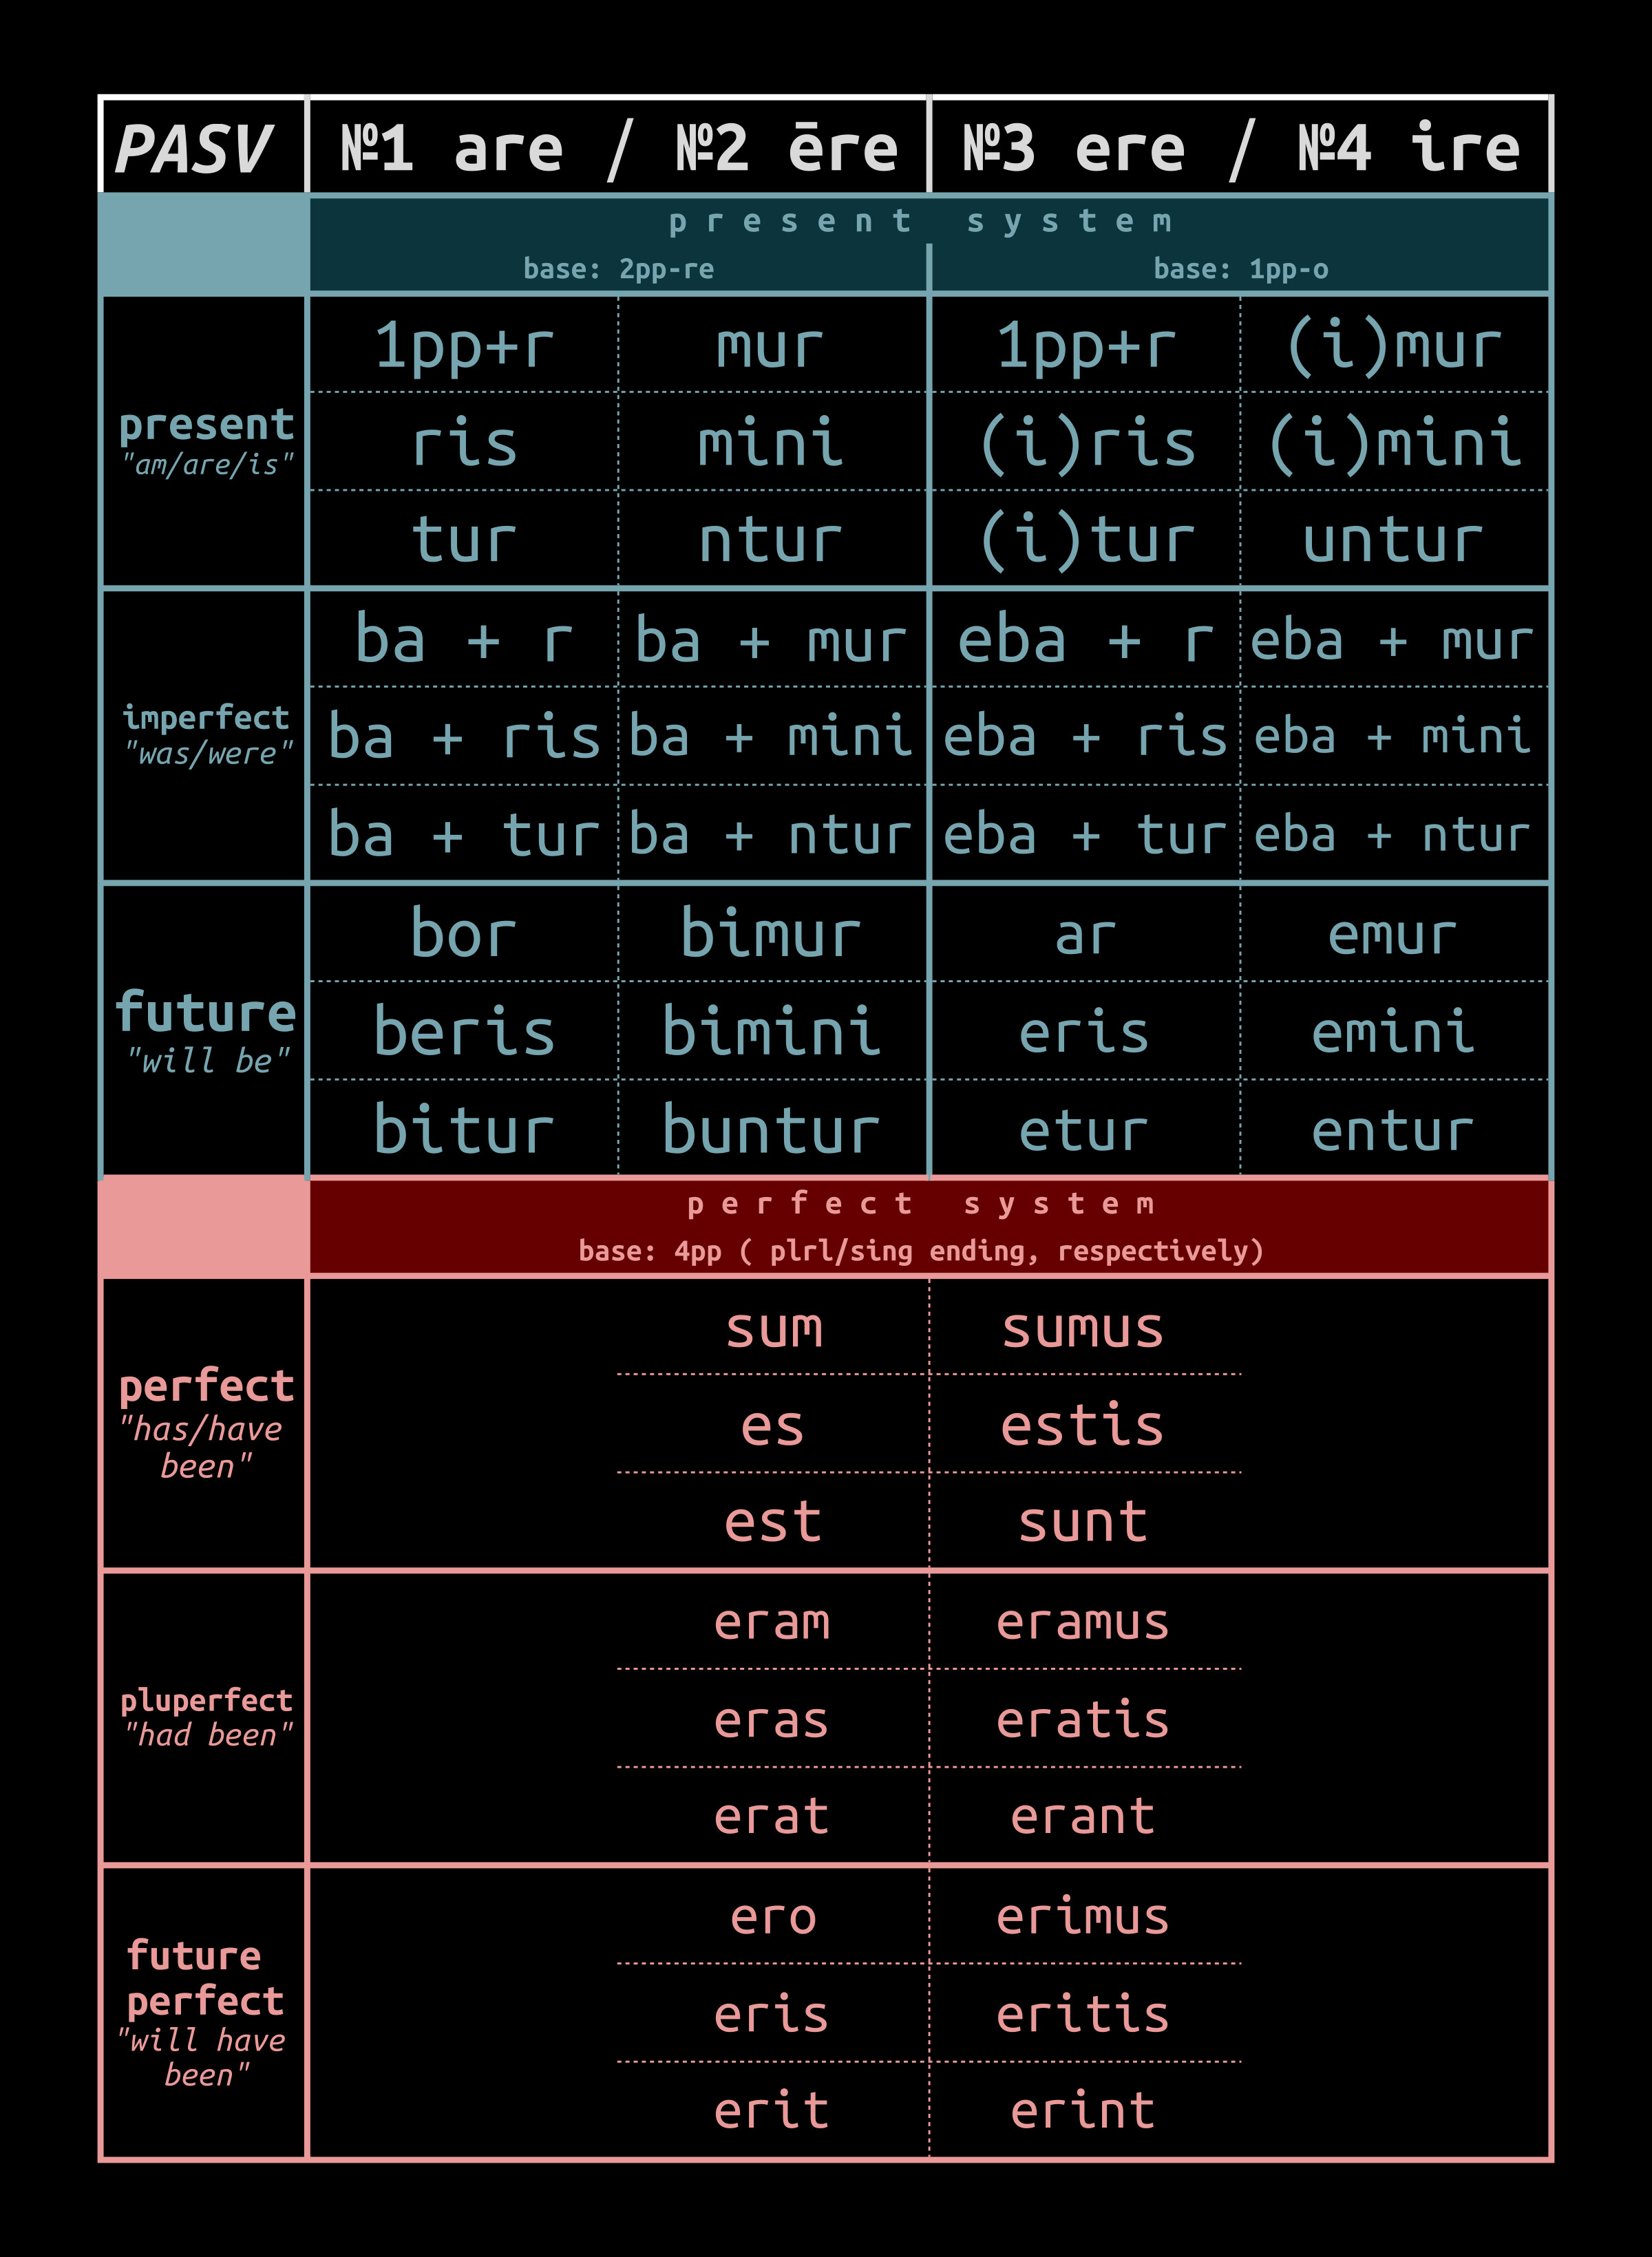 PASV №1 are / №2 ēre №3 ere / №4 ire
present system
base: 2pp-re base: 1pp-o
present
"am/are/is"
1pp+r mur 1pp+r (i)mur
ris mini (i)ris (i)mini
tur ntur (i)tur untur
imperfect
"was/were"
ba + r ba + mur eba + r eba + mur
ba + ris ba + mini eba + ris eba + mini
ba + tur ba + ntur eba + tur eba + ntur
future
"will be"
bor bimur ar emur
beris bimini eris emini
bitur buntur etur entur
perfect system
base: 4pp ( plrl/sing ending, respectively)
perfect
"has/have
been"
sum sumus
es estis
est sunt
pluperfect
"had been"
eram eramus
eras eratis
erat erant
future
perfect
"will have
been"
ero erimus
eris eritis
erit erint